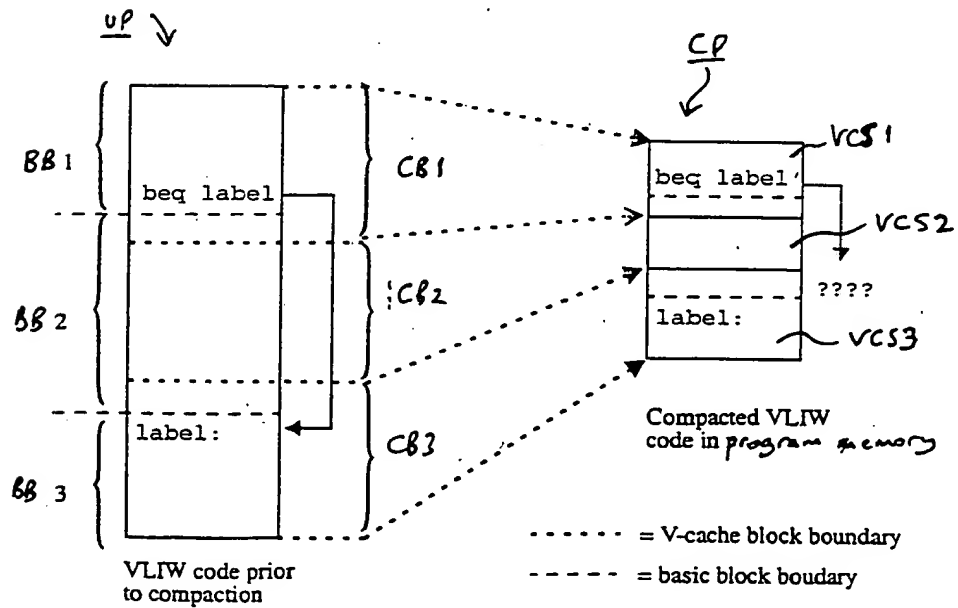 UP
CP
BB 1
CB1
VCS1
beq label
beq label
VCS2
BB 2
CB2
????
label:
VCS3
label:
CB3
BB 3
Compacted VLIW
code in program memory
VLIW code prior
to compaction
= V-cache block boundary
= basic block boudary